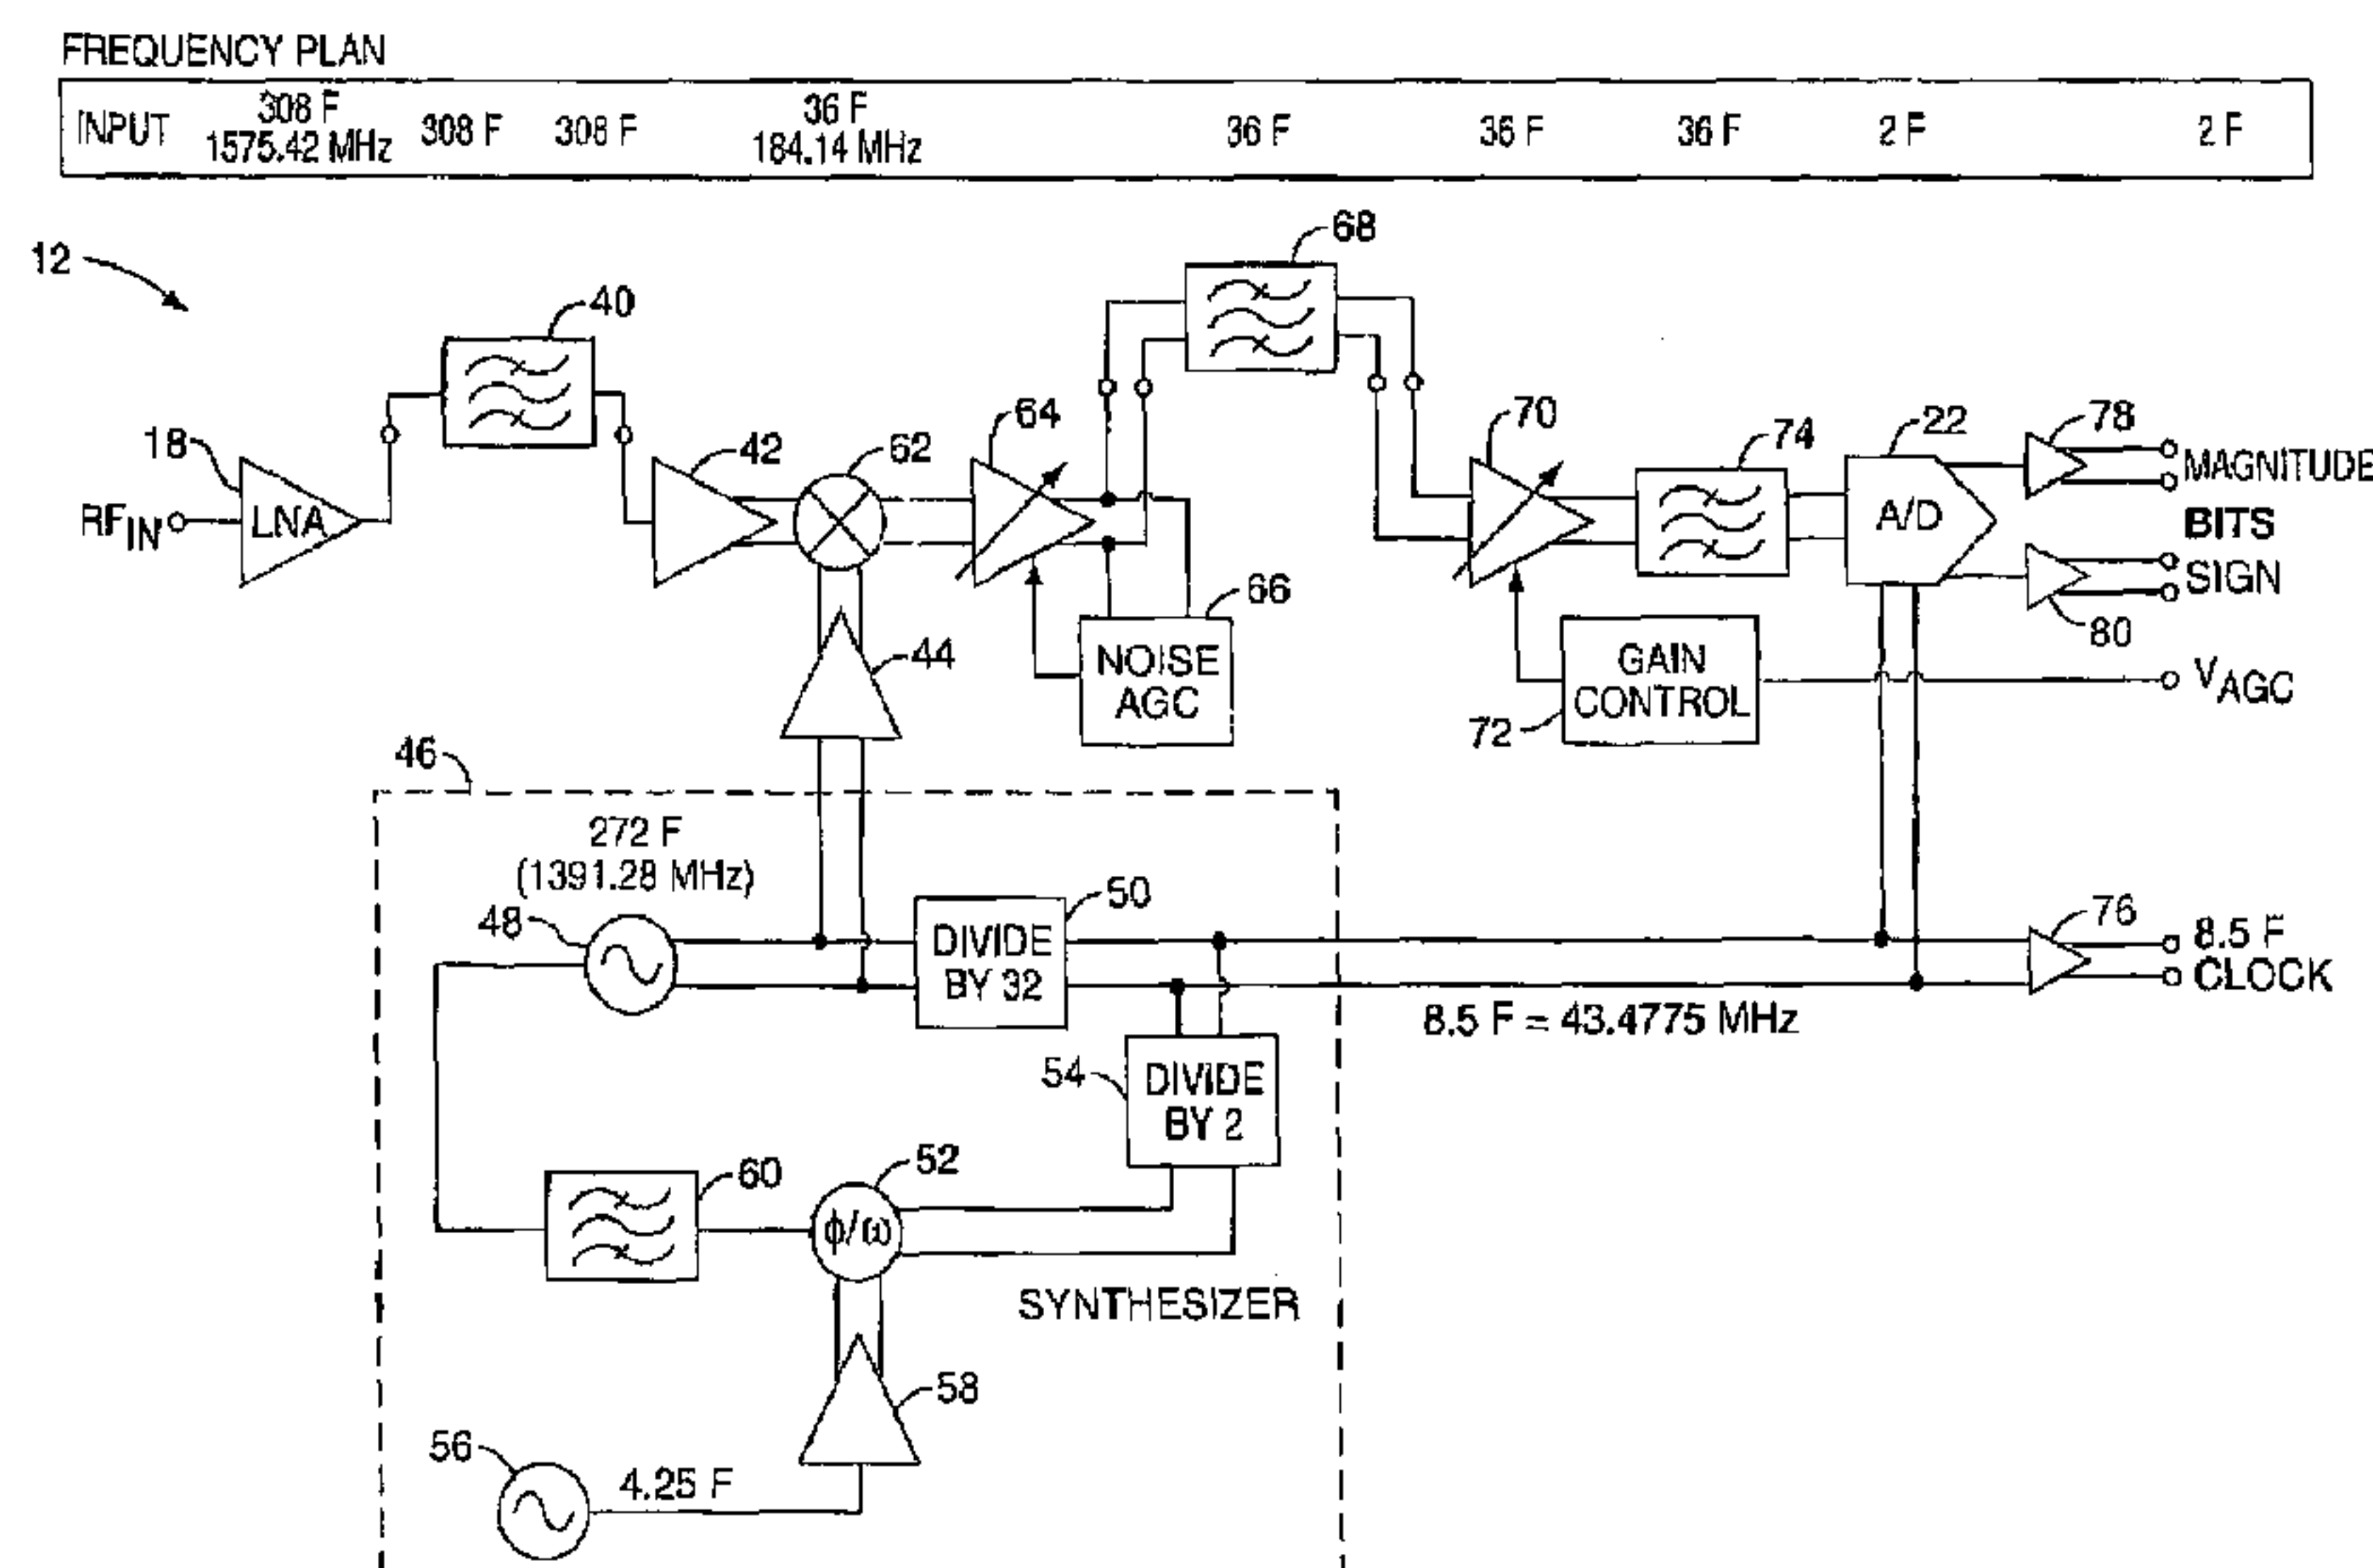 FREQUENCY PLAN
INPUT 308 F 1575.42 MHz 308 F 308 F 36 F 184.14 MHz 36 F 36 F 36 F 2 F 2 F
12
68
40
18
42
62
64
70
74
22
78
RFIN
LNA
A/D
MAGNITUDE
BITS
SIGN
80
66
NOISE
AGC
44
GAIN
CONTROL
72
VAGC
46
272 F
(1391.28 MHz)
48
50
DIVIDE
BY 32
76
8.5 F
CLOCK
8.5 F = 43.4775 MHz
54
DIVIDE
BY 2
60
52
ϕ/ω
SYNTHESIZER
58
56
4.25 F